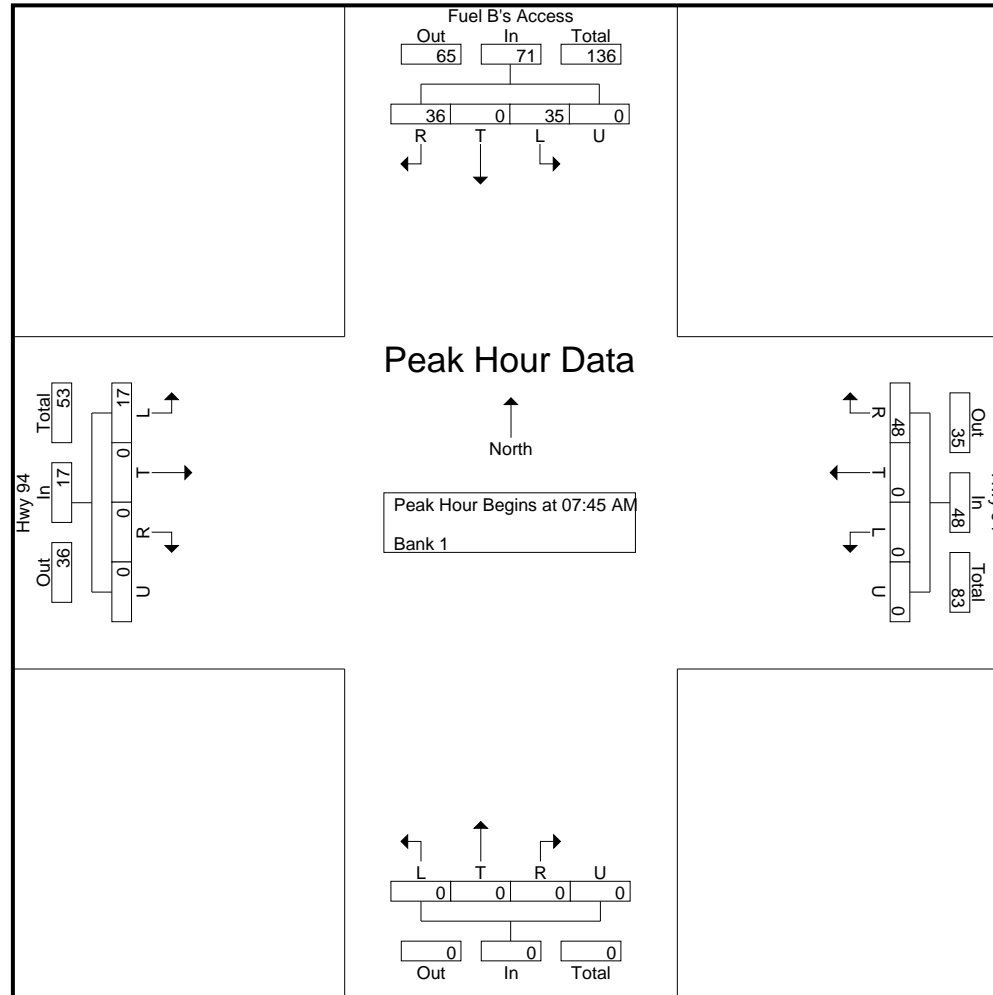 Fuel B's Access
Out In Total
65 71 136
36 0 35 0
R T L U
Peak Hour Data
North
Peak Hour Begins at 07:45 AM
Bank 1
Hwy 94
Total In Out
53 17 36
17 0 0 0
L T R U
Out In Total
35 48 83
R T L U
48 0 0 0
L T R U
0 0 0 0
0 0 0
Out In Total